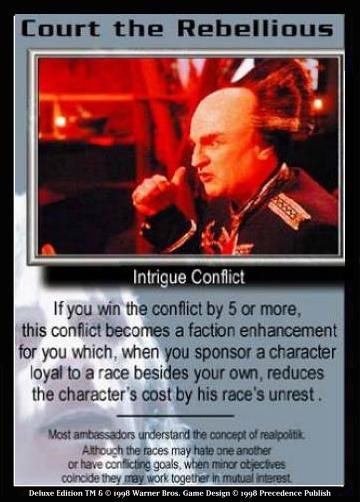 Court the Rebellious
Intrigue Conflict
If you win the conflict by 5 or more,
this conflict becomes a faction enhancement
for you which, when you sponsor a character
loyal to a race besides your own, reduces
the character's cost by his race's unrest .
Most ambassadors understand the concept of realpolitik.
Although the races may hate one another
or have conflicting goals, when minor objectives
coincide they may work together in mutual interest.
Deluxe Edition TM & © 1998 Warner Bros. Game Design © 1998 Precedence Publish